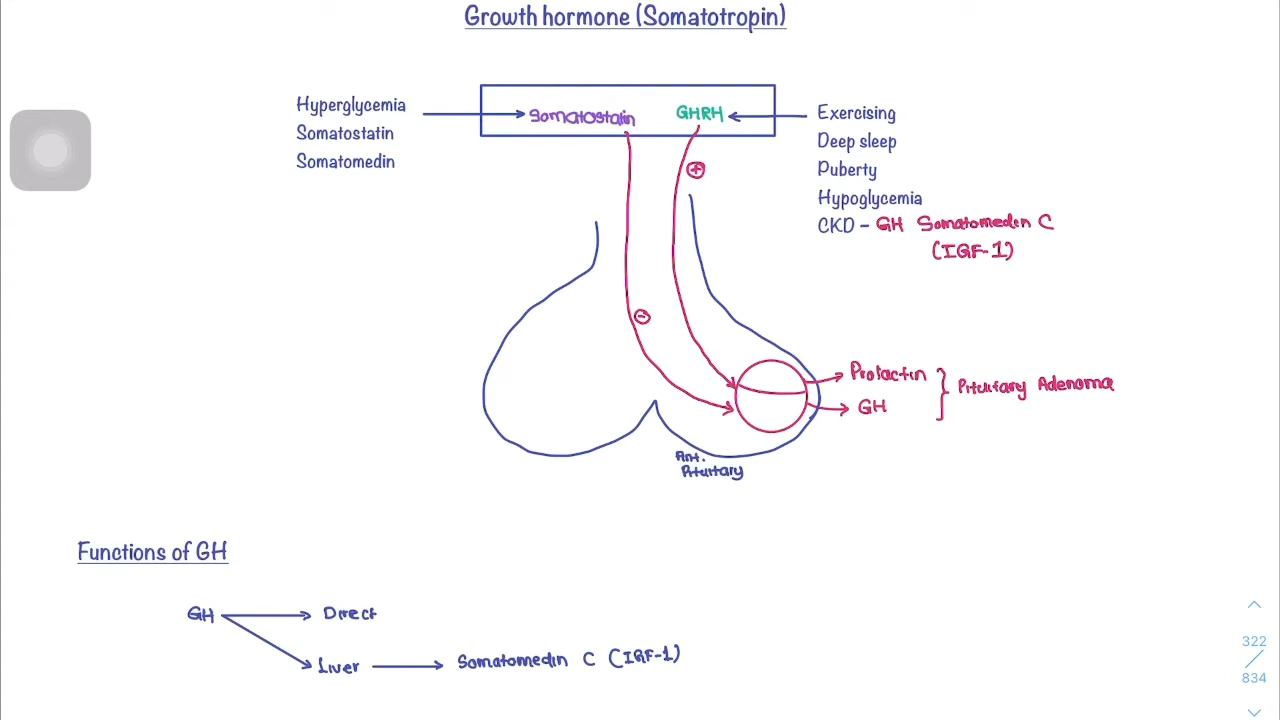 Growth hormone (Somatotropin)
Hyperglycemia
Somatostatin
Somatomedin
Somatostatin
GHRH
Exercising
Deep sleep
Puberty
Hypoglycemia
CKD - GH Somatomedin C
(IGF-1)
+
-
Prolactin
GH
Pituitary Adenoma
Ant.
Pituitary
Functions of GH
GH
Direct
Liver
Somatomedin C (IGF-1)
322
834